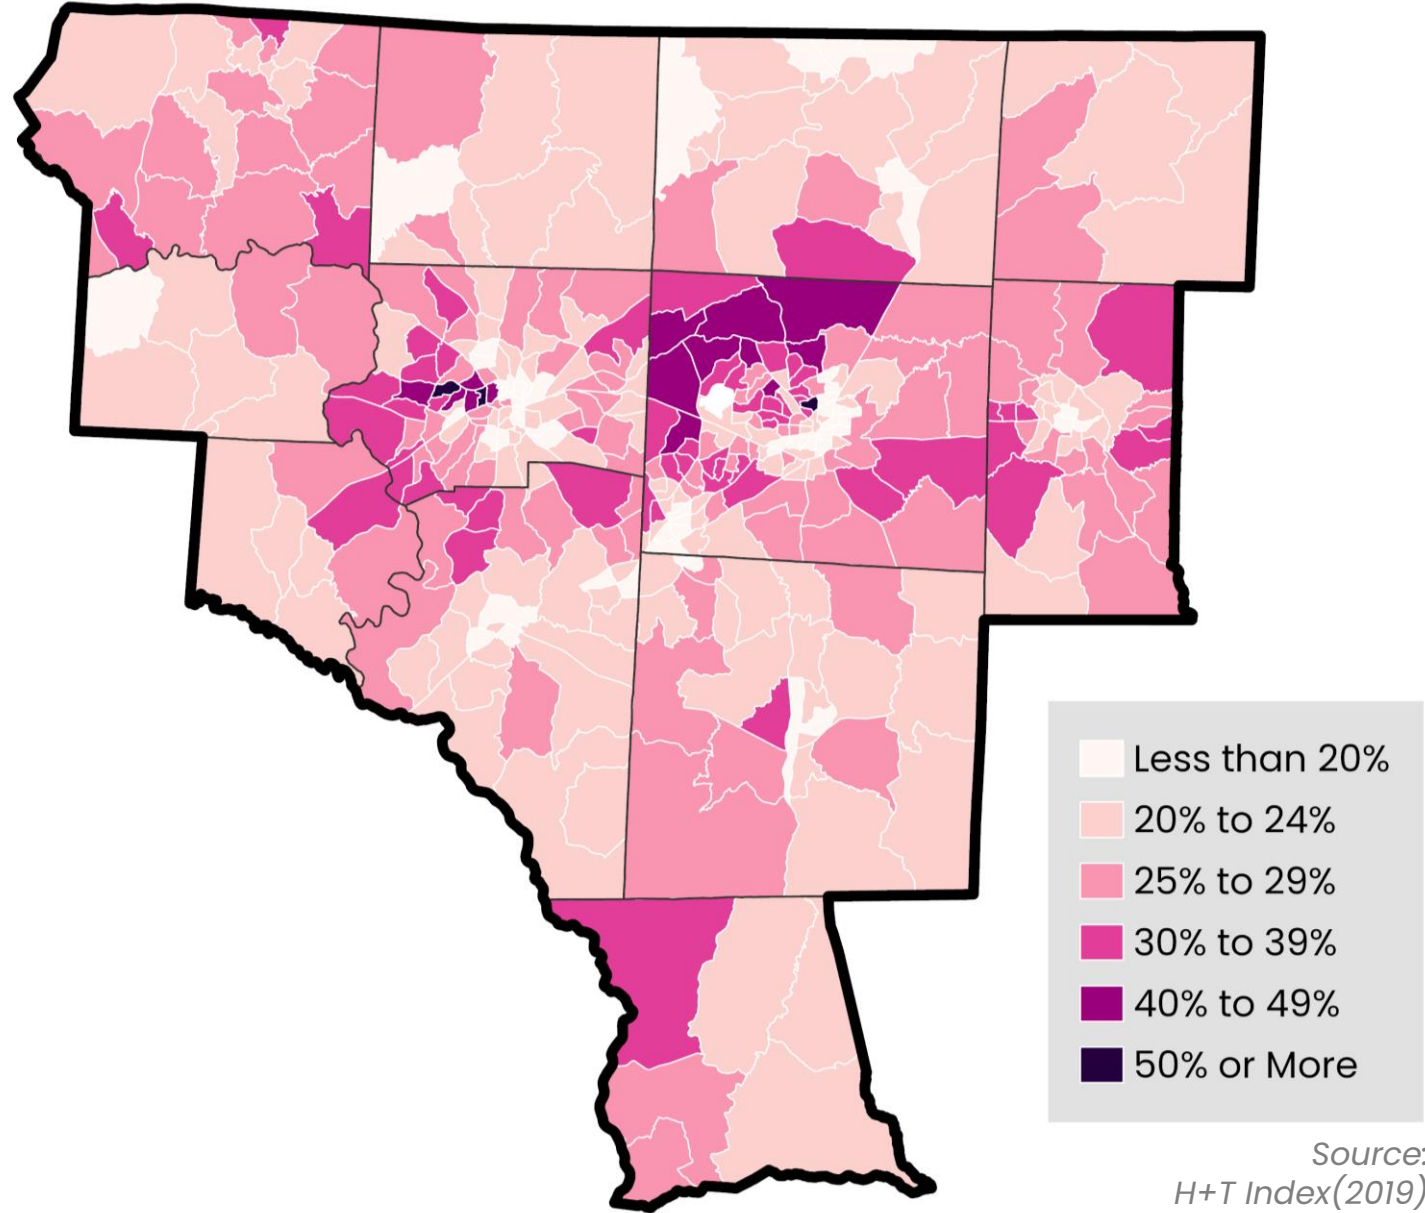 Less than 20%
20% to 24%
25% to 29%
30% to 39%
40% to 49%
50% or More
Source:
H+T Index(2019)